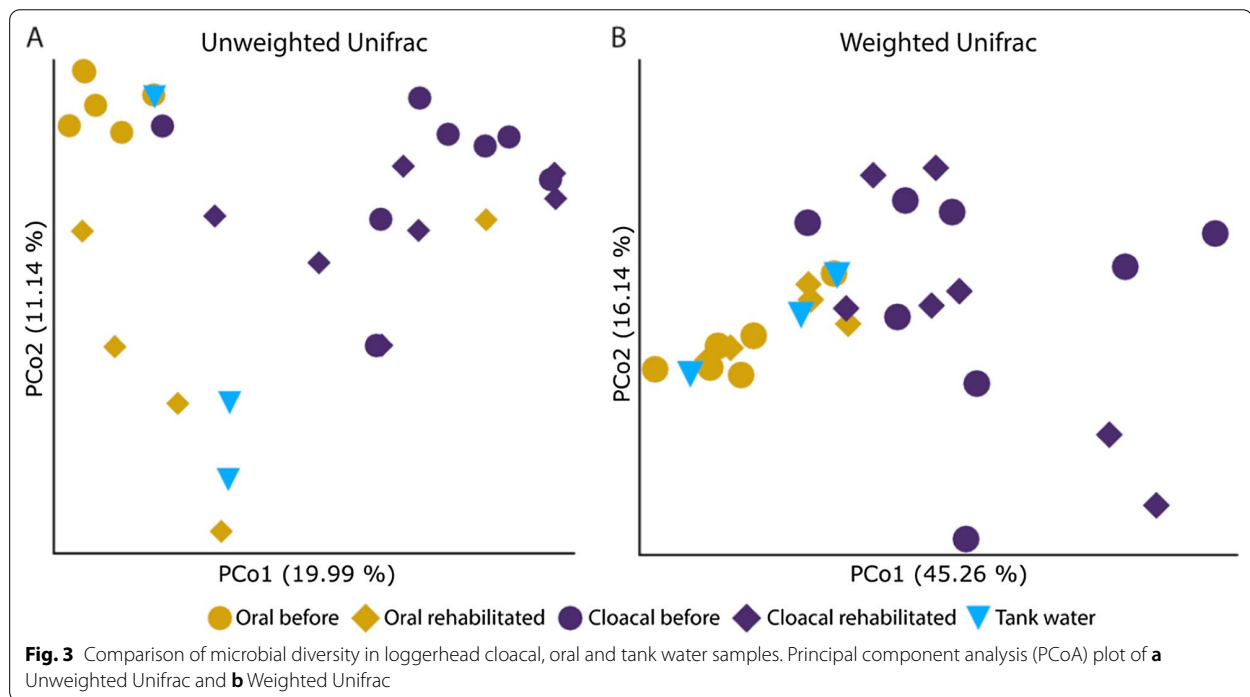 A
Unweighted Unifrac
PCo2 (11.14 %)
PCo1 (19.99 %)
B
Weighted Unifrac
PCo2 (16.14 %)
PCo1 (45.26 %)
Oral before Oral rehabilitated Cloacal before Cloacal rehabilitated Tank water
Fig. 3 Comparison of microbial diversity in loggerhead cloacal, oral and tank water samples. Principal component analysis (PCoA) plot of a
Unweighted Unifrac and b Weighted Unifrac